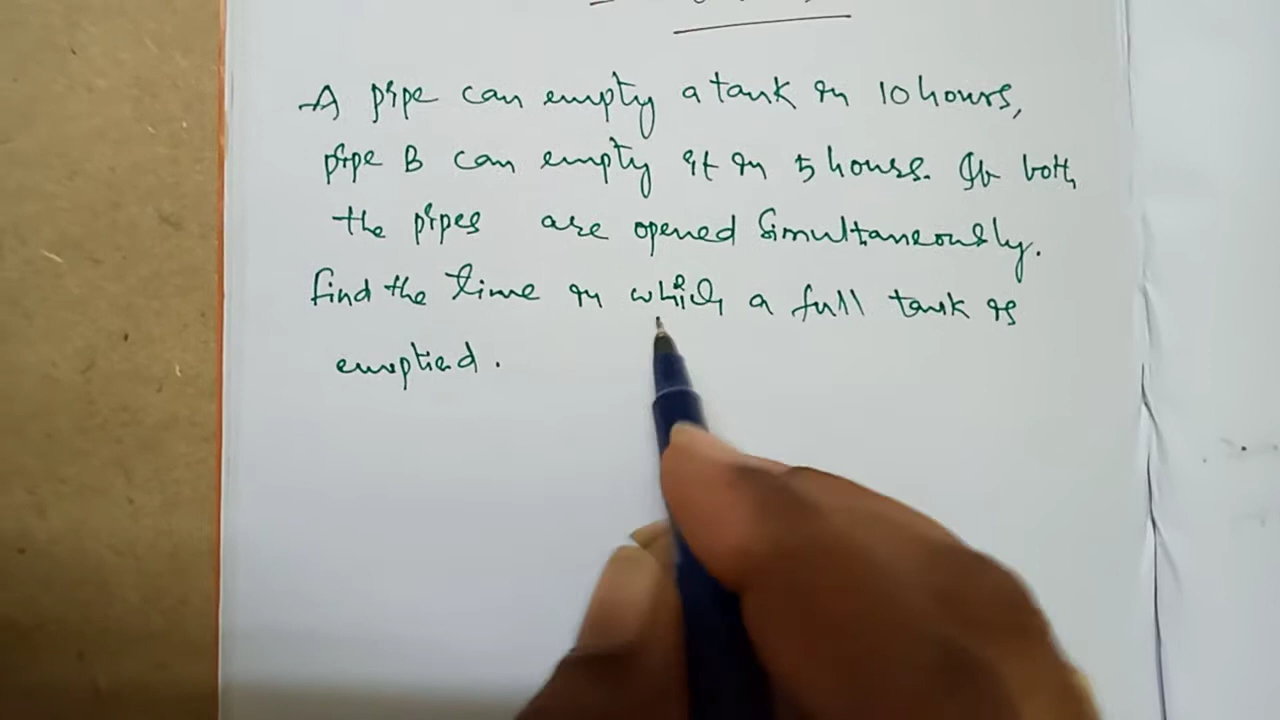 A pipe can empty a tank in 10 hours,
pipe B can empty it in 5 hours. If both
the pipes are opened simultaneously.
find the time in which a full tank is
emptied.